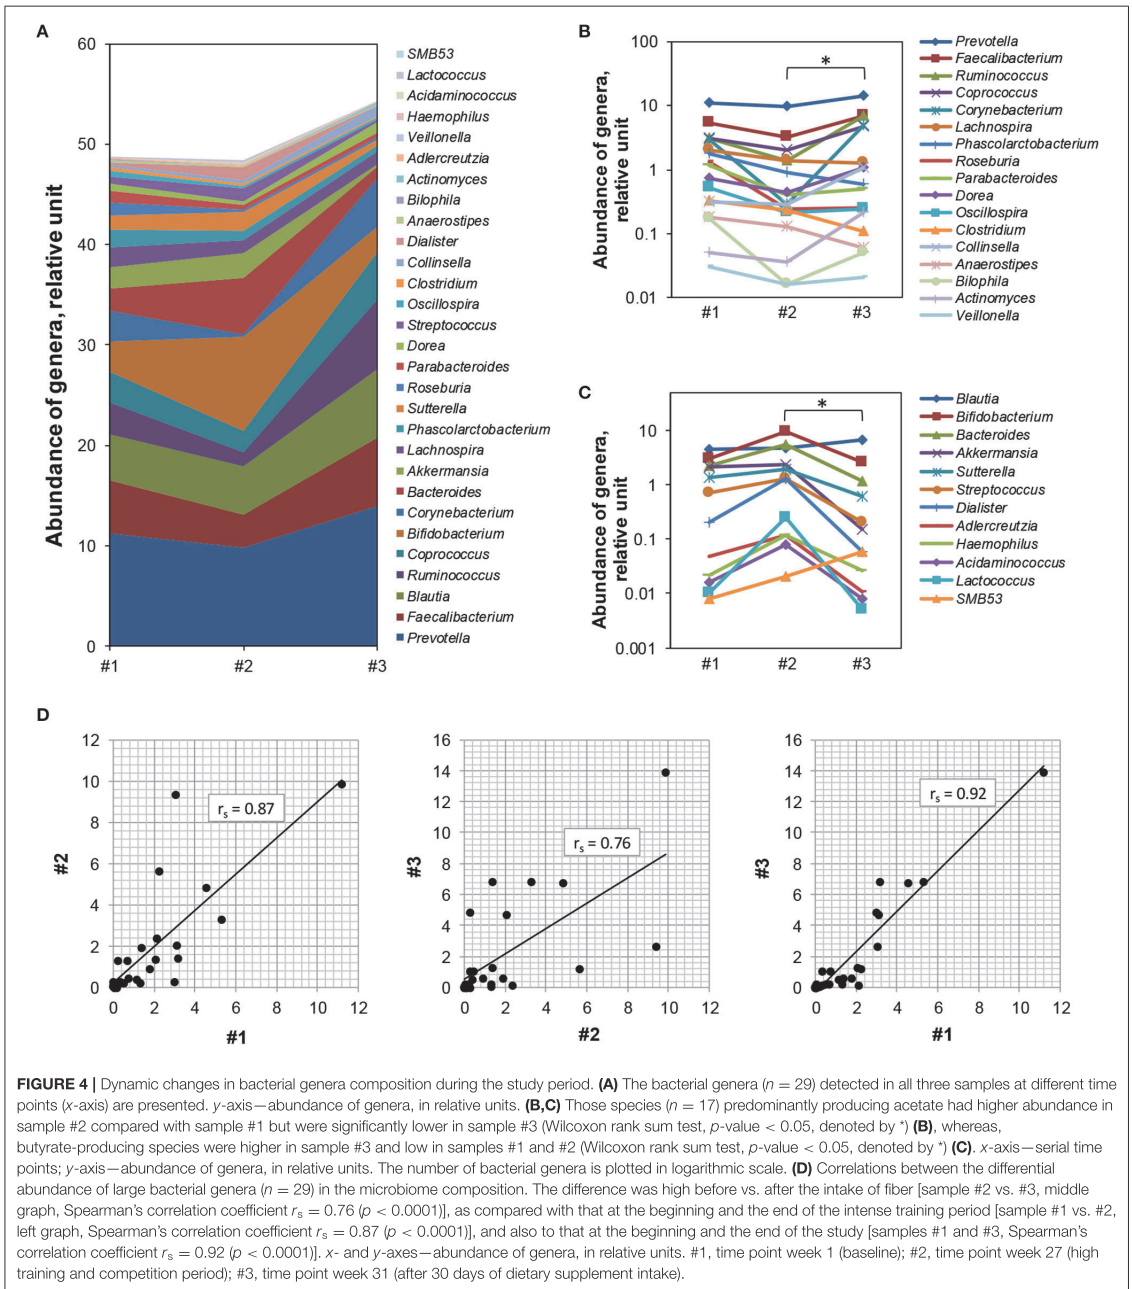 A
60
50
40
30
20
10
0
#1
#2
#3
Abundance of genera, relative unit
SMB53
Lactococcus
Acidaminococcus
Haemophilus
Veillonella
Adlercreutzia
Actinomyces
Bilophila
Anaerostipes
Dialister
Collinsella
Clostridium
Oscillospira
Streptococcus
Dorea
Parabacteroides
Roseburia
Sutterella
Phascolarctobacterium
Lachnospira
Akkermansia
Bacteroides
Corynebacterium
Bifidobacterium
Coprococcus
Ruminococcus
Blautia
Faecalibacterium
Prevotella
B
100
10
1
0.1
0.01
#1
#2
#3
Abundance of genera,
relative unit
*
Prevotella
Faecalibacterium
Ruminococcus
Coprococcus
Corynebacterium
Lachnospira
Phascolarctobacterium
Roseburia
Parabacteroides
Dorea
Oscillospira
Clostridium
Collinsella
Anaerostipes
Bilophila
Actinomyces
Veillonella
C
10
1
0.1
0.01
0.001
#1
#2
#3
Abundance of genera,
relative unit
*
Blautia
Bifidobacterium
Bacteroides
Akkermansia
Sutterella
Streptococcus
Dialister
Adlercreutzia
Haemophilus
Acidaminococcus
Lactococcus
SMB53
D
12
10
8
6
4
2
0
0 2 4 6 8 10 12
#2
#1
rs = 0.87
16
14
12
10
8
6
4
2
0
0 2 4 6 8 10 12
#3
#2
rs = 0.76
16
14
12
10
8
6
4
2
0
0 2 4 6 8 10 12
#3
#1
rs = 0.92
FIGURE 4 | Dynamic changes in bacterial genera composition during the study period. (A) The bacterial genera (n = 29) detected in all three samples at different time
points (x-axis) are presented. y-axis—abundance of genera, in relative units. (B,C) Those species (n = 17) predominantly producing acetate had higher abundance in
sample #2 compared with sample #1 but were significantly lower in sample #3 (Wilcoxon rank sum test, p-value < 0.05, denoted by *) (B), whereas,
butyrate-producing species were higher in sample #3 and low in samples #1 and #2 (Wilcoxon rank sum test, p-value < 0.05, denoted by *) (C). x-axis—serial time
points; y-axis—abundance of genera, in relative units. The number of bacterial genera is plotted in logarithmic scale. (D) Correlations between the differential
abundance of large bacterial genera (n = 29) in the microbiome composition. The difference was high before vs. after the intake of fiber [sample #2 vs. #3, middle
graph, Spearman's correlation coefficient rs = 0.76 (p < 0.0001)], as compared with that at the beginning and the end of the intense training period [sample #1 vs. #2,
left graph, Spearman's correlation coefficient rs = 0.87 (p < 0.0001)], and also to that at the beginning and the end of the study [samples #1 and #3, Spearman's
correlation coefficient rs = 0.92 (p < 0.0001)]. x- and y-axes—abundance of genera, in relative units. #1, time point week 1 (baseline); #2, time point week 27 (high
training and competition period); #3, time point week 31 (after 30 days of dietary supplement intake).